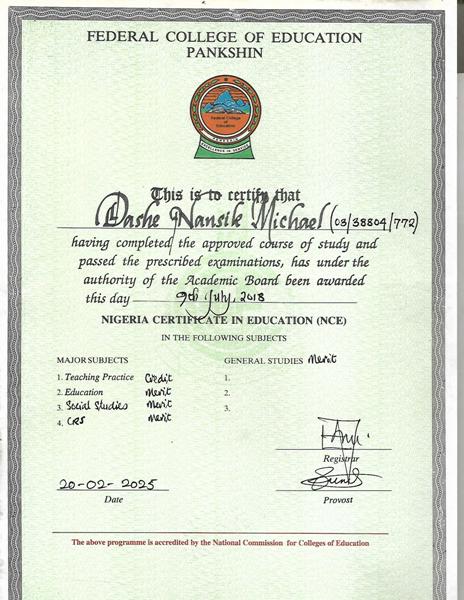 FEDERAL COLLEGE OF EDUCATION
PANKSHIN
Federal College
of
Education
PANKSHIN
EXCELLENCE IN SERVICE
This is to certify that
Dashe Nansik Michael (03/38804/772)
having completed the approved course of study and
passed the prescribed examinations, has under the
authority of the Academic Board been awarded
this day 9th July, 2018
NIGERIA CERTIFICATE IN EDUCATION (NCE)
IN THE FOLLOWING SUBJECTS
MAJOR SUBJECTS
1. Teaching Practice Credit
2. Education Merit
3. Social Studies Merit
4. CRS Merit
GENERAL STUDIES Merit
1.
2.
3.
Registrar
20-02-2025
Date
Provost
The above programme is accredited by the National Commission for Colleges of Education